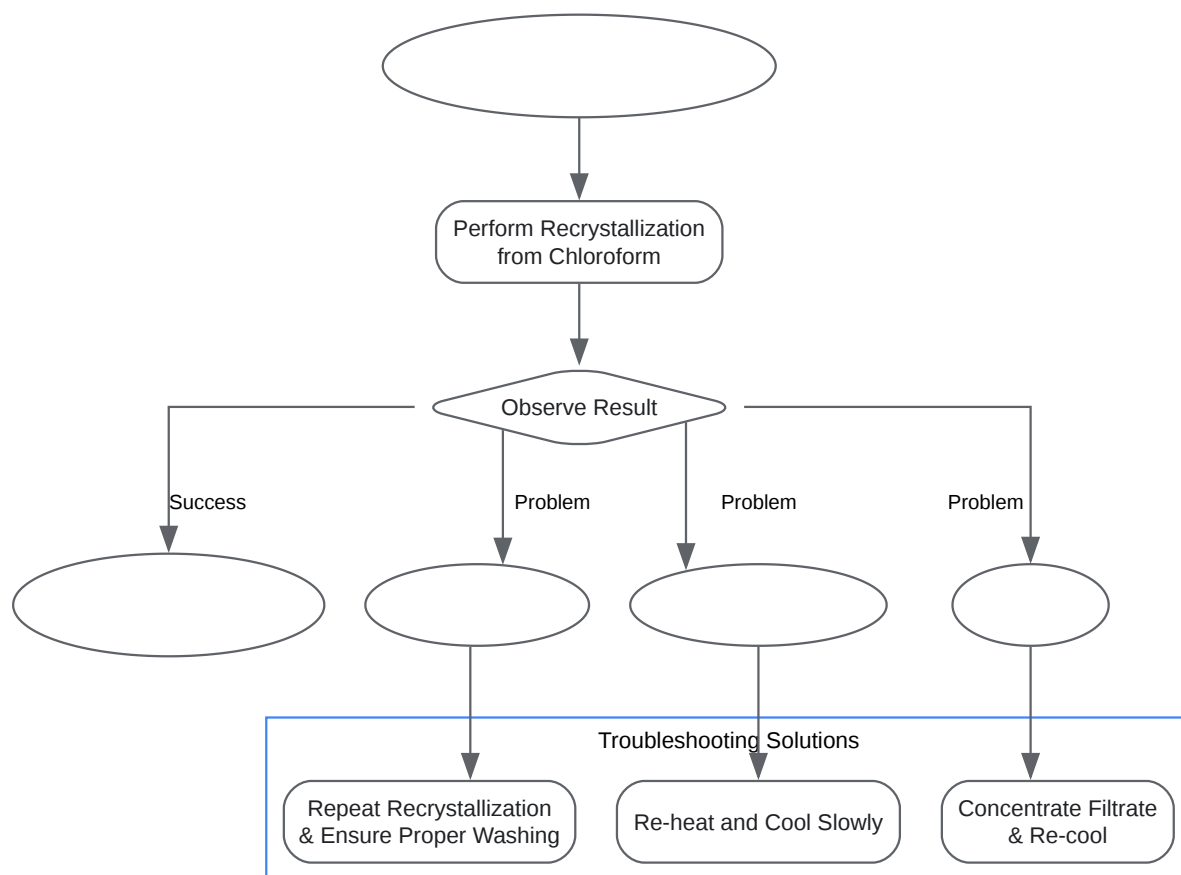 Perform Recrystallization
from Chloroform
Observe Result
Success
Problem
Problem
Problem
Troubleshooting Solutions
Repeat Recrystallization
& Ensure Proper Washing
Re-heat and Cool Slowly
Concentrate Filtrate
& Re-cool